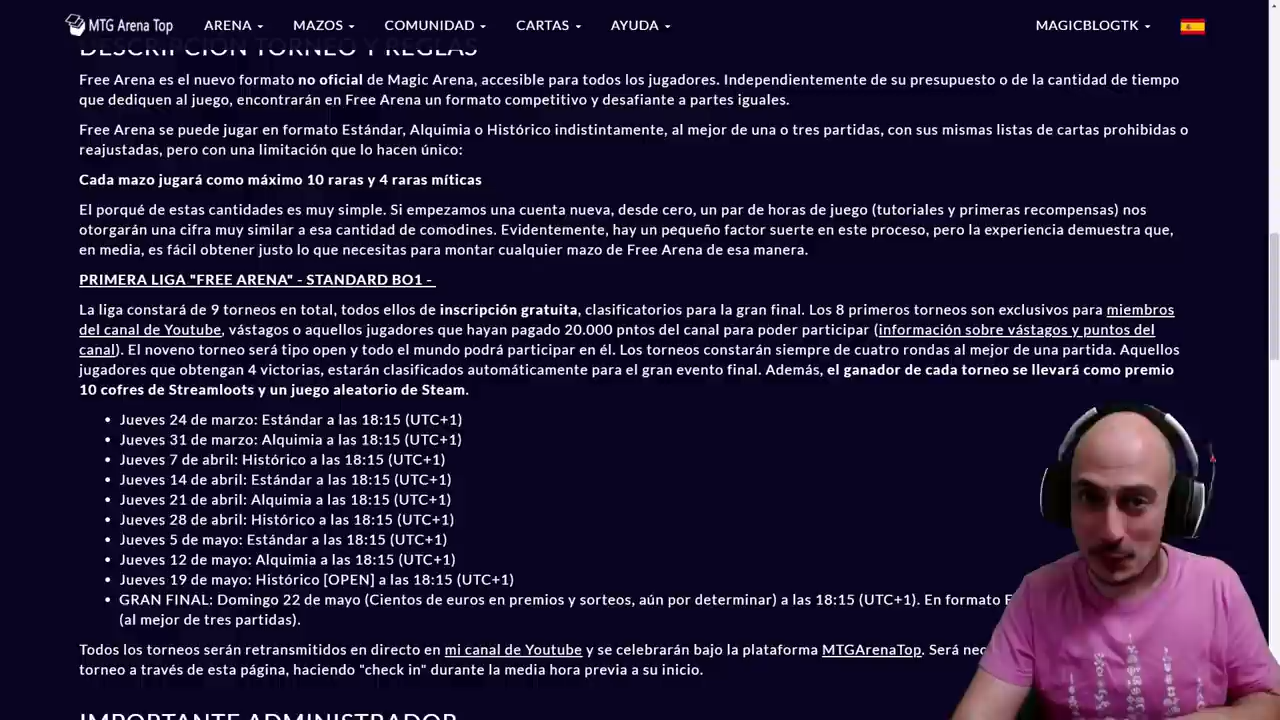 MTG Arena Top ARENA MAZOS COMUNIDAD CARTAS AYUDA MAGICBLOGTK
DESCRIPCIÓN TORNEO Y REGLAS
Free Arena es el nuevo formato no oficial de Magic Arena, accesible para todos los jugadores. Independientemente de su presupuesto o de la cantidad de tiempo
que dediquen al juego, encontrarán en Free Arena un formato competitivo y desafiante a partes iguales.
Free Arena se puede jugar en formato Estándar, Alquimia o Histórico indistintamente, al mejor de una o tres partidas, con sus mismas listas de cartas prohibidas o
reajustadas, pero con una limitación que lo hacen único:
Cada mazo jugará como máximo 10 raras y 4 raras míticas
El porqué de estas cantidades es muy simple. Si empezamos una cuenta nueva, desde cero, un par de horas de juego (tutoriales y primeras recompensas) nos
otorgarán una cifra muy similar a esa cantidad de comodines. Evidentemente, hay un pequeño factor suerte en este proceso, pero la experiencia demuestra que,
en media, es fácil obtener justo lo que necesitas para montar cualquier mazo de Free Arena de esa manera.
PRIMERA LIGA "FREE ARENA" - STANDARD BO1 -
La liga constará de 9 torneos en total, todos ellos de inscripción gratuita, clasificatorios para la gran final. Los 8 primeros torneos son exclusivos para miembros
del canal de Youtube, vástagos o aquellos jugadores que hayan pagado 20.000 pntos del canal para poder participar (información sobre vástagos y puntos del
canal). El noveno torneo será tipo open y todo el mundo podrá participar en él. Los torneos constarán siempre de cuatro rondas al mejor de una partida. Aquellos
jugadores que obtengan 4 victorias, estarán clasificados automáticamente para el gran evento final. Además, el ganador de cada torneo se llevará como premio
10 cofres de Streamloots y un juego aleatorio de Steam.
• Jueves 24 de marzo: Estándar a las 18:15 (UTC+1)
• Jueves 31 de marzo: Alquimia a las 18:15 (UTC+1)
• Jueves 7 de abril: Histórico a las 18:15 (UTC+1)
• Jueves 14 de abril: Estándar a las 18:15 (UTC+1)
• Jueves 21 de abril: Alquimia a las 18:15 (UTC+1)
• Jueves 28 de abril: Histórico a las 18:15 (UTC+1)
• Jueves 5 de mayo: Estándar a las 18:15 (UTC+1)
• Jueves 12 de mayo: Alquimia a las 18:15 (UTC+1)
• Jueves 19 de mayo: Histórico [OPEN] a las 18:15 (UTC+1)
• GRAN FINAL: Domingo 22 de mayo (Cientos de euros en premios y sorteos, aún por determinar) a las 18:15 (UTC+1). En formato
(al mejor de tres partidas).
Todos los torneos serán retransmitidos en directo en mi canal de Youtube y se celebrarán bajo la plataforma MTGArenaTop. Será
torneo a través de esta página, haciendo "check in" durante la media hora previa a su inicio.
IMPORTANTE ADMINISTRADOR